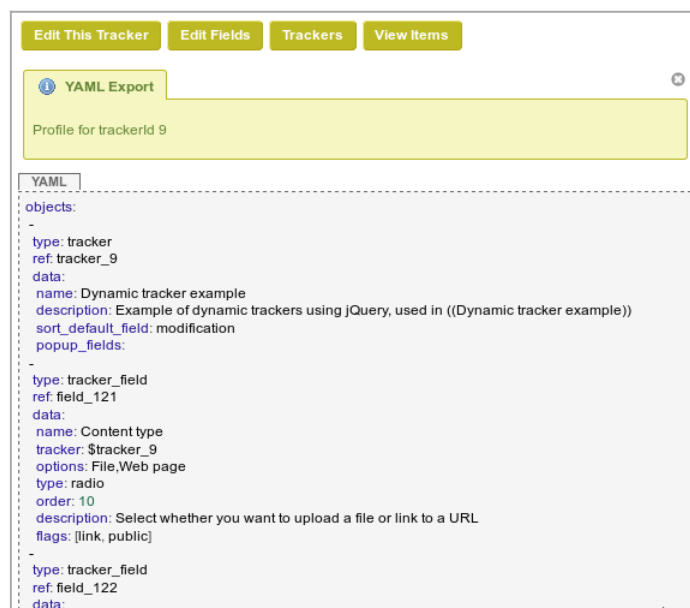 Edit This Tracker Edit Fields Trackers View Items
YAML Export
Profile for trackerId 9
YAML
objects:
-
type: tracker
ref: tracker_9
data:
name: Dynamic tracker example
description: Example of dynamic trackers using jQuery, used in ((Dynamic tracker example))
sort_default_field: modification
popup_fields:
-
type: tracker_field
ref: field_121
data:
name: Content type
tracker: $tracker_9
options: File,Web page
type: radio
order: 10
description: Select whether you want to upload a file or link to a URL
flags: [link, public]
-
type: tracker_field
ref: field_122
data: